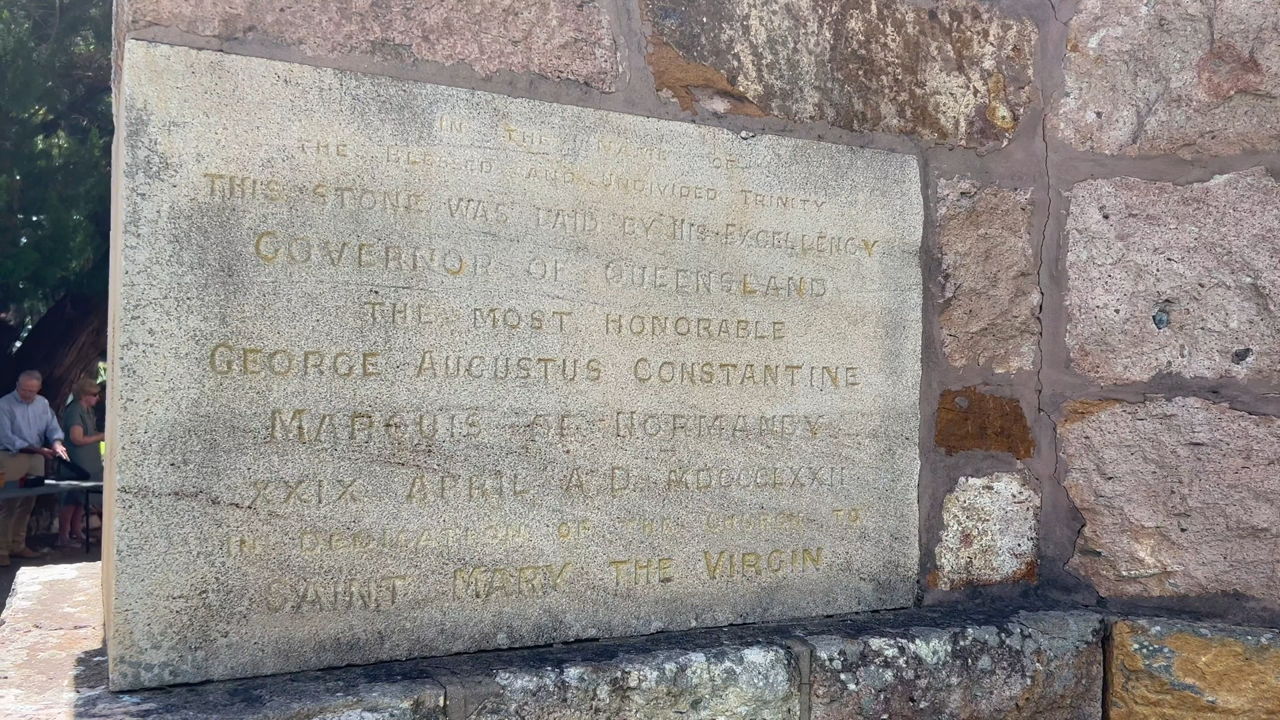 IN THE NAME OF
THE BLESSED AND UNDIVIDED TRINITY
THIS STONE WAS LAID BY HIS EXCELLENCY
GOVERNOR OF QUEENSLAND
THE MOST HONORABLE
GEORGE AUGUSTUS CONSTANTINE
MARQUIS OF NORMANBY
XXIX APRIL A.D. MDCCCLXXII
IN DEDICATION OF THIS CHURCH TO
SAINT MARY THE VIRGIN